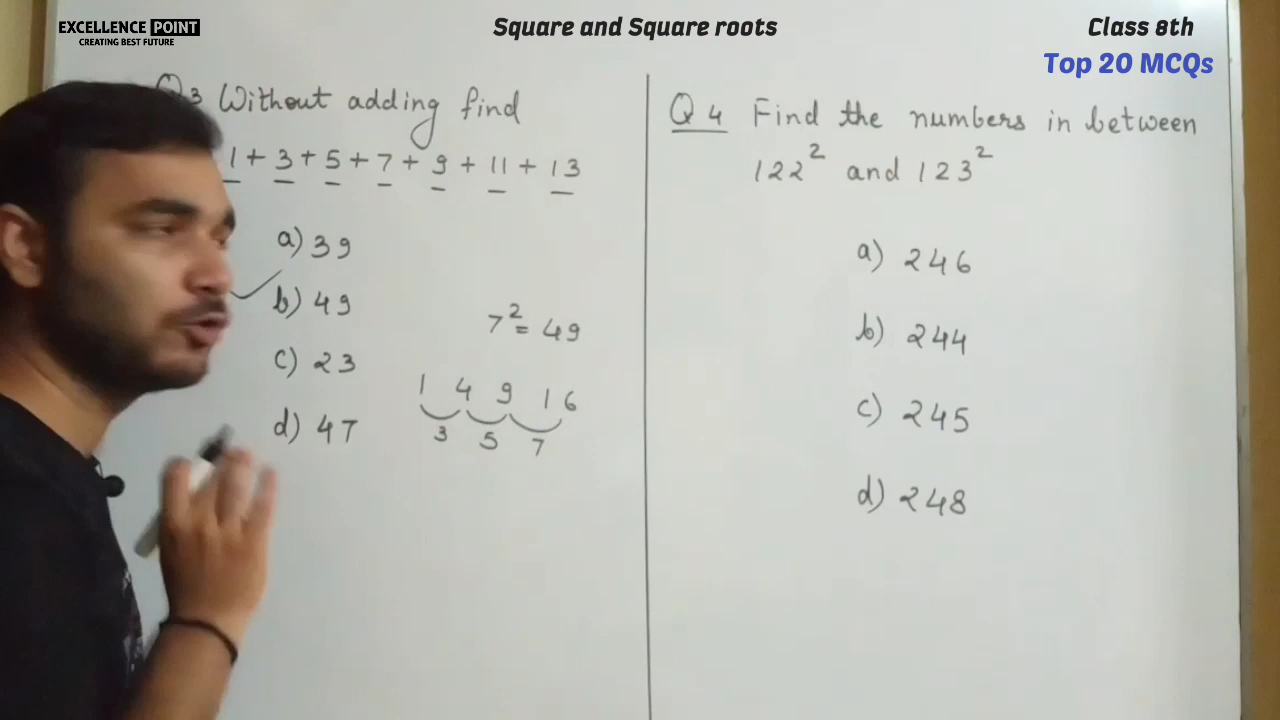 EXCELLENCE POINT
CREATING BEST FUTURE
Square and Square roots
Class 8th
Top 20 MCQs
Q3 Without adding find
1 + 3 + 5 + 7 + 9 + 11 + 13
a) 39
b) 49
c) 23
d) 47
7² = 49
1 4 9 16
3 5 7
Q4 Find the numbers in between
122² and 123²
a) 246
b) 244
c) 245
d) 248